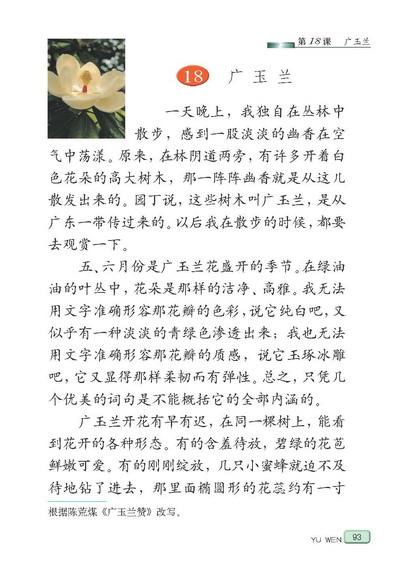 第18课 广玉兰
18 广玉兰
一天晚上，我独自在丛林中
散步，感到一股淡淡的幽香在空
气中荡漾。原来，在林阴道两旁，有许多开着白
色花朵的高大树木，那一阵阵幽香就是从这儿
散发出来的。园丁说，这些树木叫广玉兰，是从
广东一带传过来的。以后我在散步的时候，都要
去观赏一下。
五、六月份是广玉兰花盛开的季节。在绿油
油的叶丛中，花朵是那样的洁净、高雅。我无法
用文字准确形容那花瓣的色彩，说它纯白吧，又
似乎有一种淡淡的青绿色渗透出来；我也无法
用文字准确形容那花瓣的质感，说它玉琢冰雕
吧，它又显得那样柔韧而有弹性。总之，只凭几
个优美的词句是不能概括它的全部内涵的。
广玉兰开花有早有迟，在同一棵树上，能看
到花开的各种形态。有的含羞待放，碧绿的花苞
鲜嫩可爱。有的刚刚绽放，几只小蜜蜂就迫不及
待地钻了进去，那里面椭圆形的花蕊约有一寸
根据陈荒煤《广玉兰赞》改写。
YU WEN 93